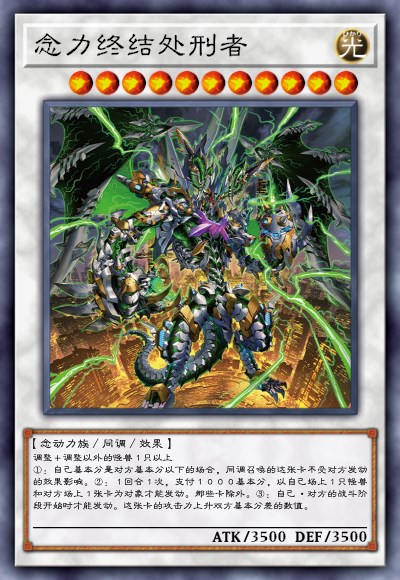 念力终结处刑者
ひかり
光
【念动力族／同调／效果】
调整＋调整以外的怪兽1只以上
①：自己基本分是对方基本分以下的场合，同调召唤的这张卡不受对方发动
的效果影响。②：1回合1次，支付1000基本分，以自己场上1只怪兽
和对方场上1张卡为对象才能发动。那些卡除外。③：自己·对方的战斗阶
段开始时才能发动。这张卡的攻击力上升双方基本分差的数值。
ATK/3500 DEF/3500